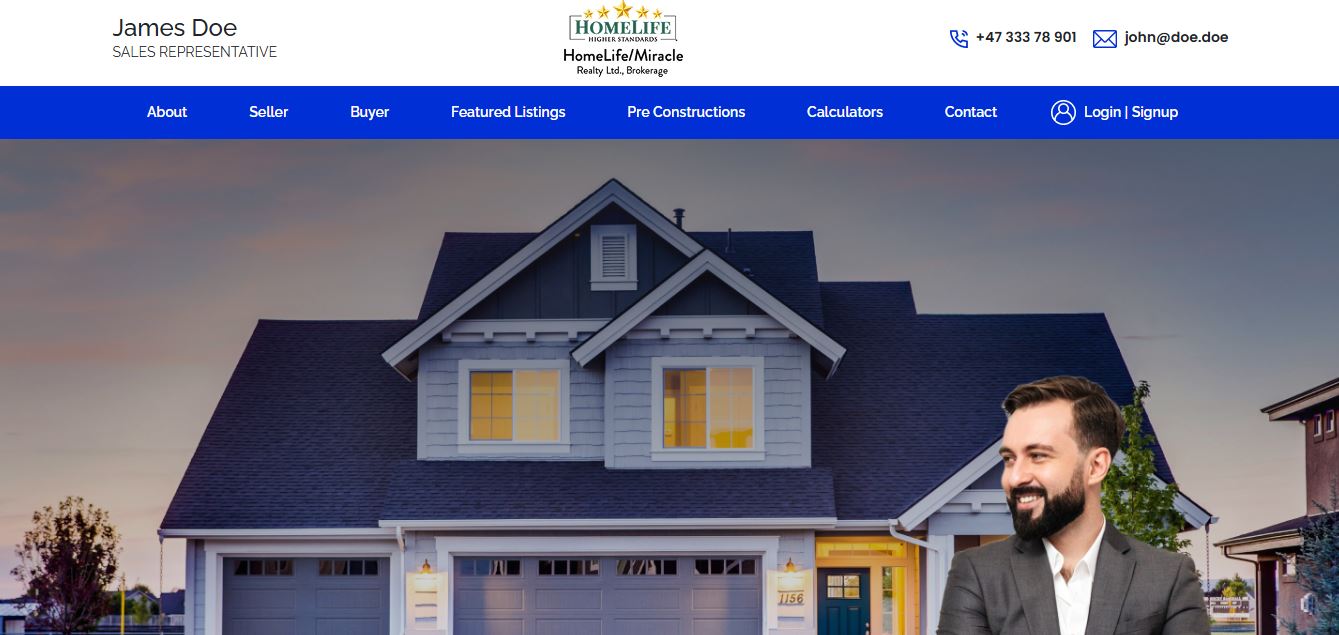 James Doe
SALES REPRESENTATIVE
HOMELIFE
HIGHER STANDARDS
HomeLife/Miracle
Realty Ltd., Brokerage
+47 333 78 901
john@doe.doe
About
Seller
Buyer
Featured Listings
Pre Constructions
Calculators
Contact
Login | Signup
1156